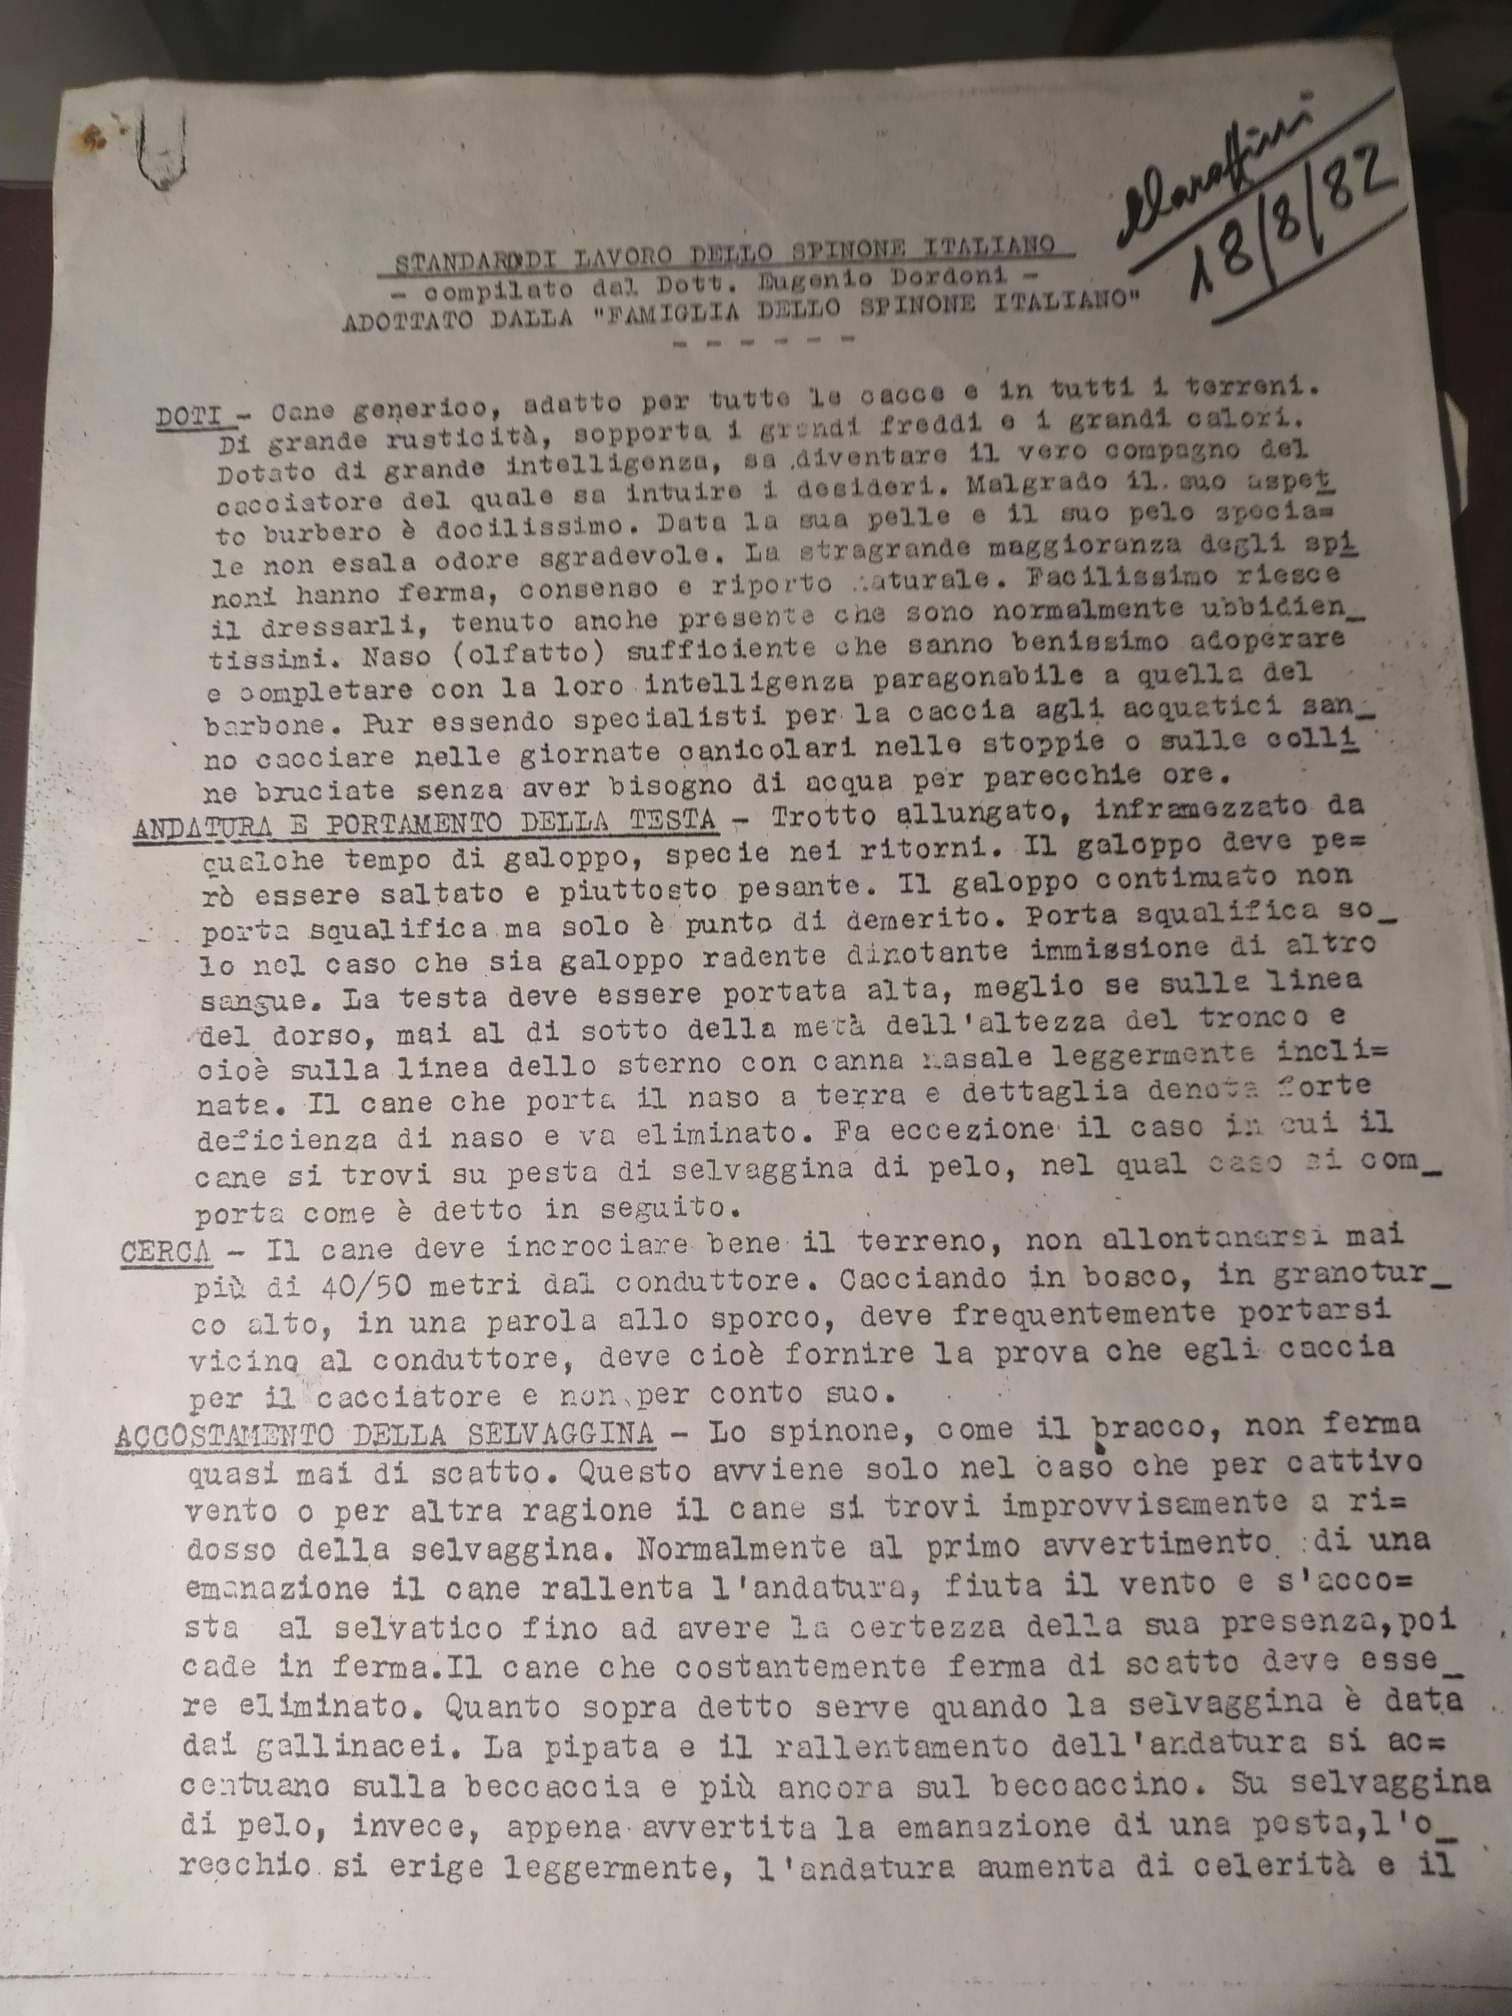 18/8/82
STANDARD DI LAVORO DELLO SPINONE ITALIANO
- compilato dal Dott. Eugenio Dordoni -
ADOTTATO DALLA "FAMIGLIA DELLO SPINONE ITALIANO"
- - - - - -
DOTI - Cane generico, adatto per tutte le cacce e in tutti i terreni.
Di grande rusticità, sopporta i grandi freddi e i grandi calori.
Dotato di grande intelligenza, sa diventare il vero compagno del
cacciatore del quale sa intuire i desideri. Malgrado il suo aspet_
to burbero è docilissimo. Data la sua pelle e il suo pelo specia=
le non esala odore sgradevole. La stragrande maggioranza degli spi_
noni hanno ferma, consenso e riporto naturale. Facilissimo riesce
il dressarli, tenuto anche presente che sono normalmente ubbidien_
tissimi. Naso (olfatto) sufficiente che sanno benissimo adoperare
e completare con la loro intelligenza paragonabile a quella del
barbone. Pur essendo specialisti per la caccia agli acquatici san_
no cacciare nelle giornate canicolari nelle stoppie o sulle colli_
ne bruciate senza aver bisogno di acqua per parecchie ore.
ANDATURA E PORTAMENTO DELLA TESTA - Trotto allungato, inframezzato da
qualche tempo di galoppo, specie nei ritorni. Il galoppo deve pe=
rò essere saltato e piuttosto pesante. Il galoppo continuato non
porta squalifica ma solo è punto di demerito. Porta squalifica so_
lo nel caso che sia galoppo radente dinotante immissione di altro
sangue. La testa deve essere portata alta, meglio se sulla linea
del dorso, mai al di sotto della metà dell'altezza del tronco e
cioè sulla linea dello sterno con canna nasale leggermente incli=
nata. Il cane che porta il naso a terra e dettaglia denota forte
deficienza di naso e va eliminato. Fa eccezione il caso in cui il
cane si trovi su pesta di selvaggina di pelo, nel qual caso si com_
porta come è detto in seguito.
CERCA - Il cane deve incrociare bene il terreno, non allontanarsi mai
più di 40/50 metri dal conduttore. Cacciando in bosco, in granotur_
co alto, in una parola allo sporco, deve frequentemente portarsi
vicino al conduttore, deve cioè fornire la prova che egli caccia
per il cacciatore e non per conto suo.
ACCOSTAMENTO DELLA SELVAGGINA - Lo spinone, come il bracco, non ferma
quasi mai di scatto. Questo avviene solo nel caso che per cattivo
vento o per altra ragione il cane si trovi improvvisamente a ri=
dosso della selvaggina. Normalmente al primo avvertimento di una
emanazione il cane rallenta l'andatura, fiuta il vento e s'acco=
sta al selvatico fino ad avere la certezza della sua presenza, poi
cade in ferma. Il cane che costantemente ferma di scatto deve esse_
re eliminato. Quanto sopra detto serve quando la selvaggina è data
dai gallinacei. La pipata e il rallentamento dell'andatura si ac=
centuano sulla beccaccia e più ancora sul beccaccino. Su selvaggina
di pelo, invece, appena avvertita la emanazione di una pesta, l'o_
recchio si erige leggermente, l'andatura aumenta di celerità e il